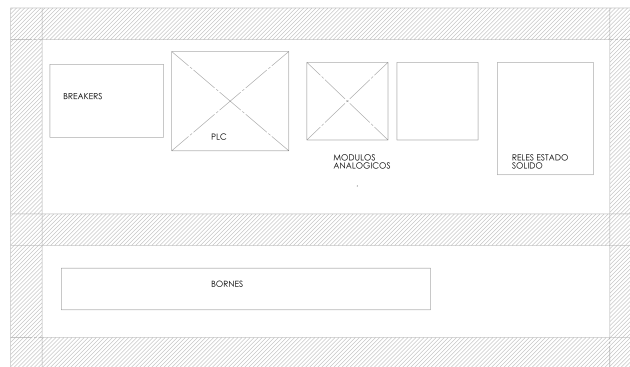 BREAKERS
PLC
MODULOS
ANALOGICOS
RELES ESTADO
SOLIDO
BORNES